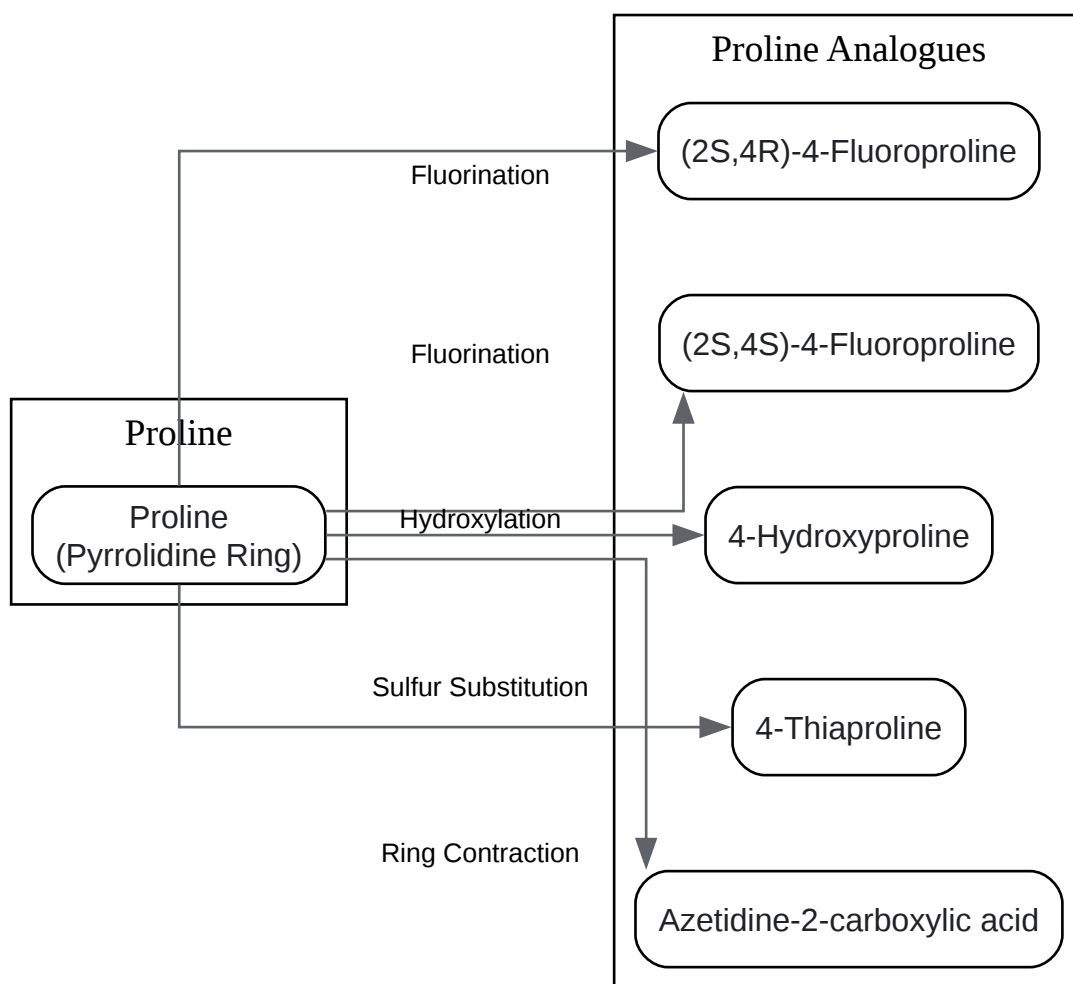 Proline Analogues
(2S,4R)-4-Fluoroproline
Fluorination
(2S,4S)-4-Fluoroproline
Fluorination
Proline
Proline
(Pyrrolidine Ring)
Hydroxylation
4-Hydroxyproline
Sulfur Substitution
4-Thiaproline
Ring Contraction
Azetidine-2-carboxylic acid